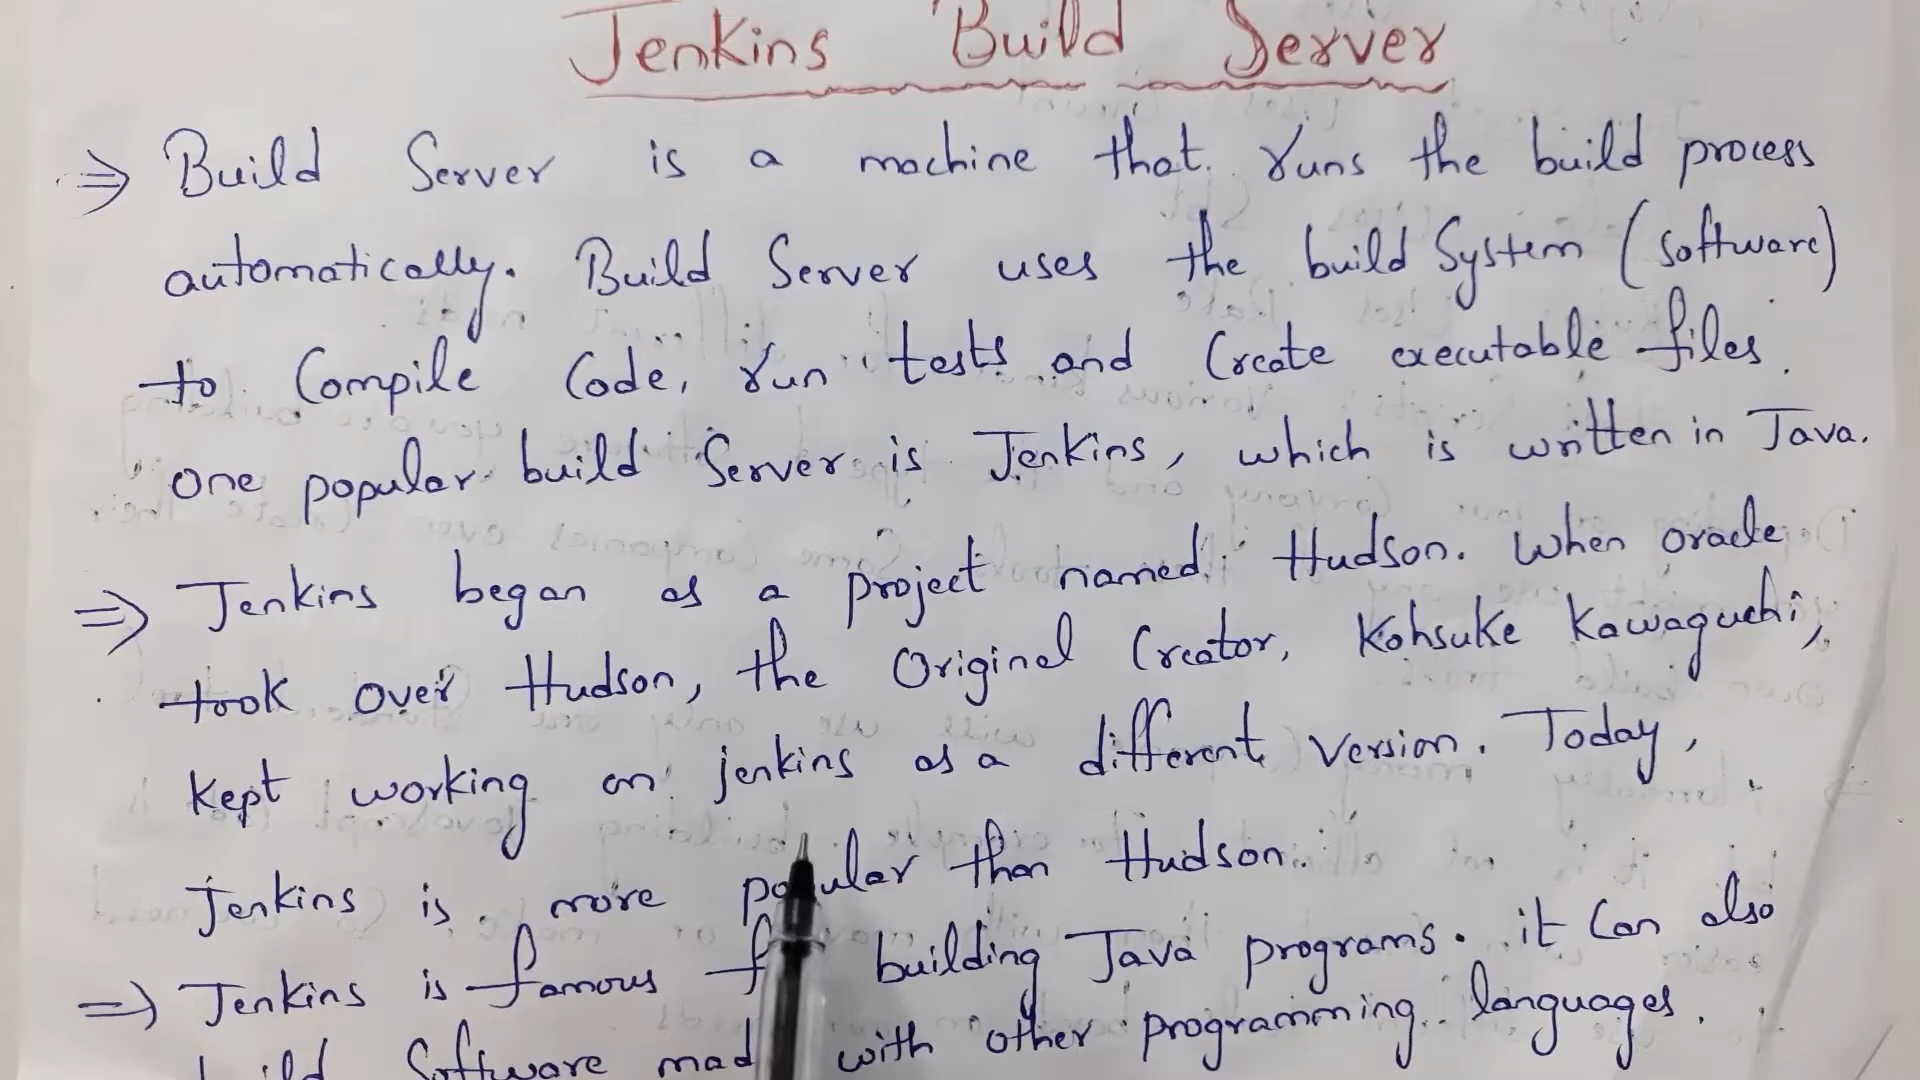 Jenkins Build Server
⇒ Build Server is a machine that runs the build process
automatically. Build Server uses the build System (software)
to Compile Code, run tests and Create executable files.
one popular build Server is Jenkins, which is written in Java.
⇒ Jenkins began as a project named Hudson. When oracle
took over Hudson, the Original Creator, Kohsuke Kawaguchi,
kept working on jenkins as a different version. Today,
jenkins is more popular than Hudson.
⇒ Jenkins is famous building Java programs. it Can also
build Software with other programming languages.